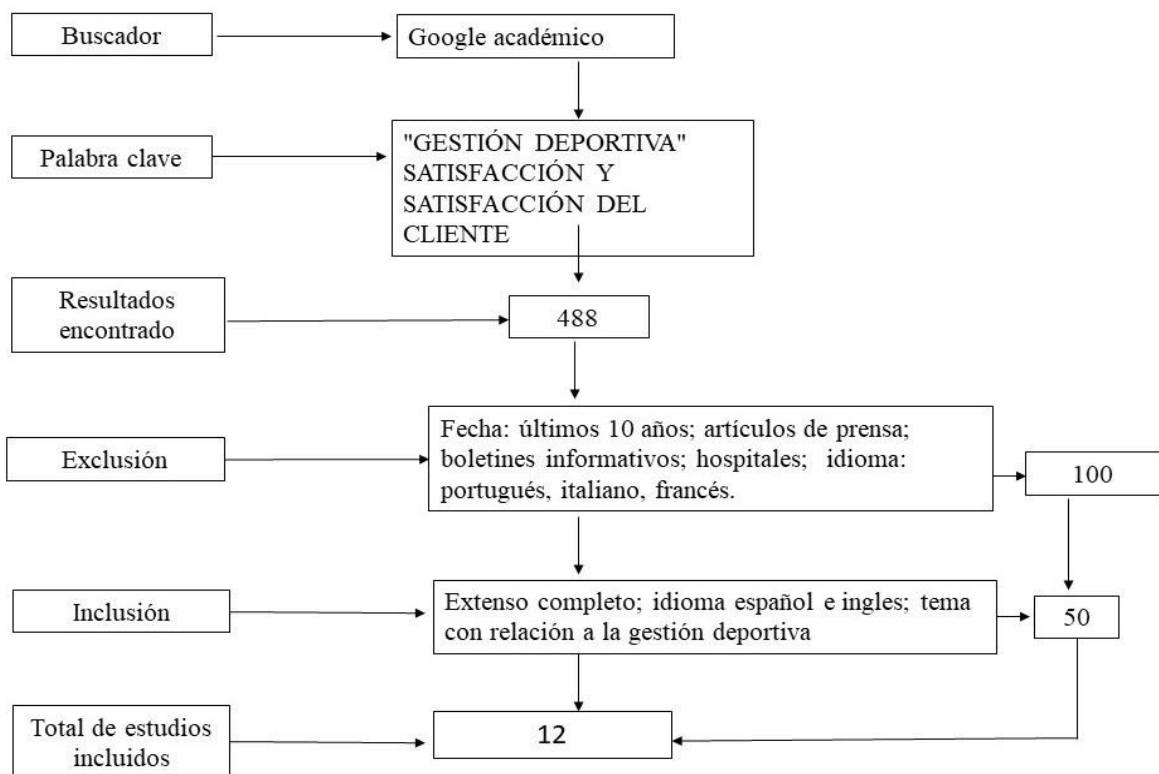 Buscador
Google académico
Palabra clave
"GESTIÓN DEPORTIVA"
SATISFACCIÓN Y
SATISFACCIÓN DEL
CLIENTE
Resultados
encontrado
488
Exclusión
Fecha: últimos 10 años; artículos de prensa;
boletines informativos; hospitales; idioma:
portugués, italiano, francés.
100
Inclusión
Extenso completo; idioma español e ingles; tema
con relación a la gestión deportiva
50
Total de estudios
incluidos
12